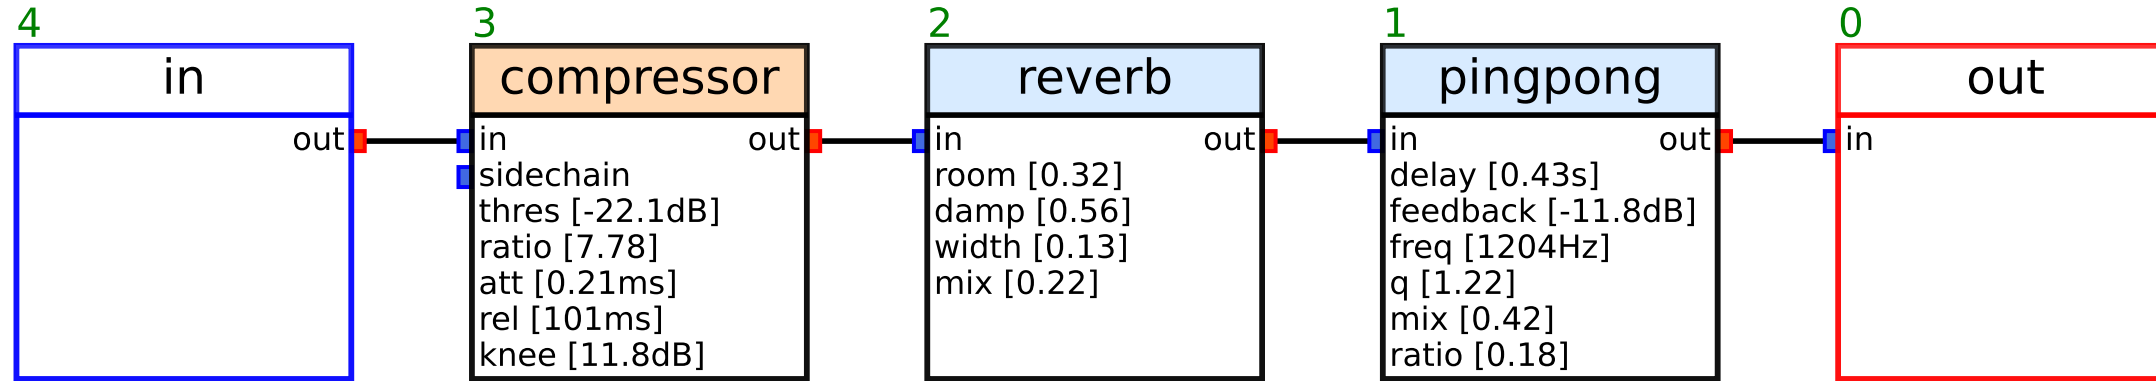 4
in
out
3
compressor
in out
sidechain
thres [-22.1dB]
ratio [7.78]
att [0.21ms]
rel [101ms]
knee [11.8dB]
2
reverb
in out
room [0.32]
damp [0.56]
width [0.13]
mix [0.22]
1
pingpong
in out
delay [0.43s]
feedback [-11.8dB]
freq [1204Hz]
q [1.22]
mix [0.42]
ratio [0.18]
0
out
in